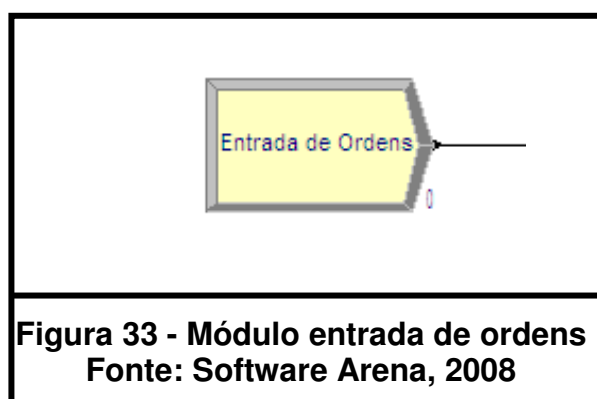 Entrada de Ordens
0
Figura 33 - Módulo entrada de ordens
Fonte: Software Arena, 2008